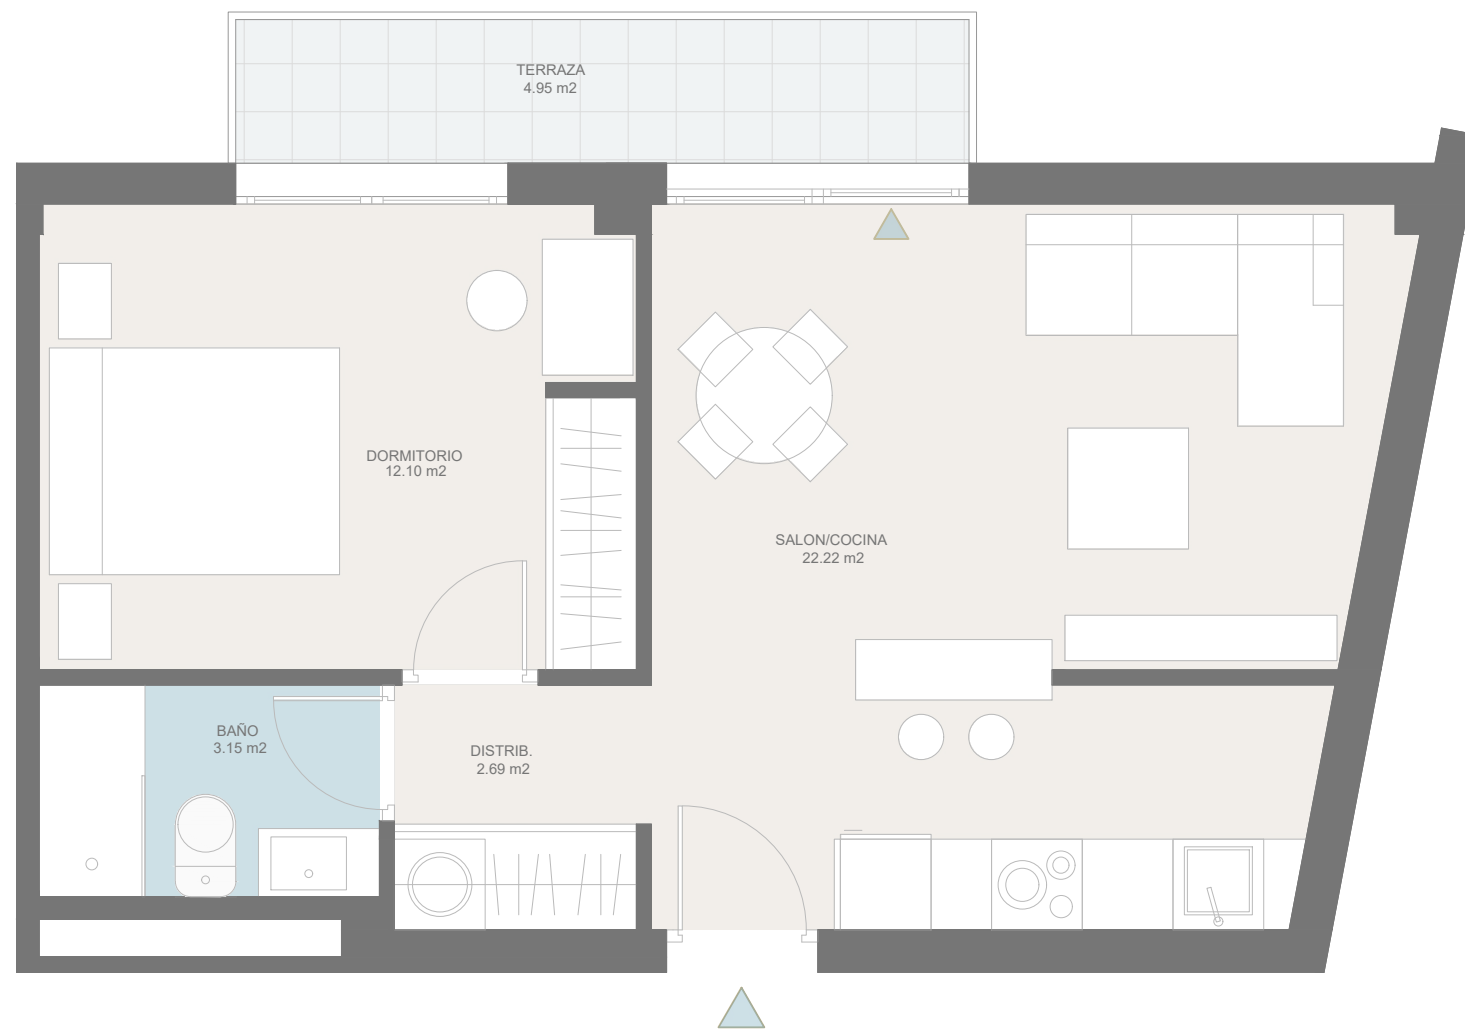 TERRAZA
4.95 m2
DORMITORIO
12.10 m2
SALON/COCINA
22.22 m2
BAÑO
3.15 m2
DISTRIB.
2.69 m2